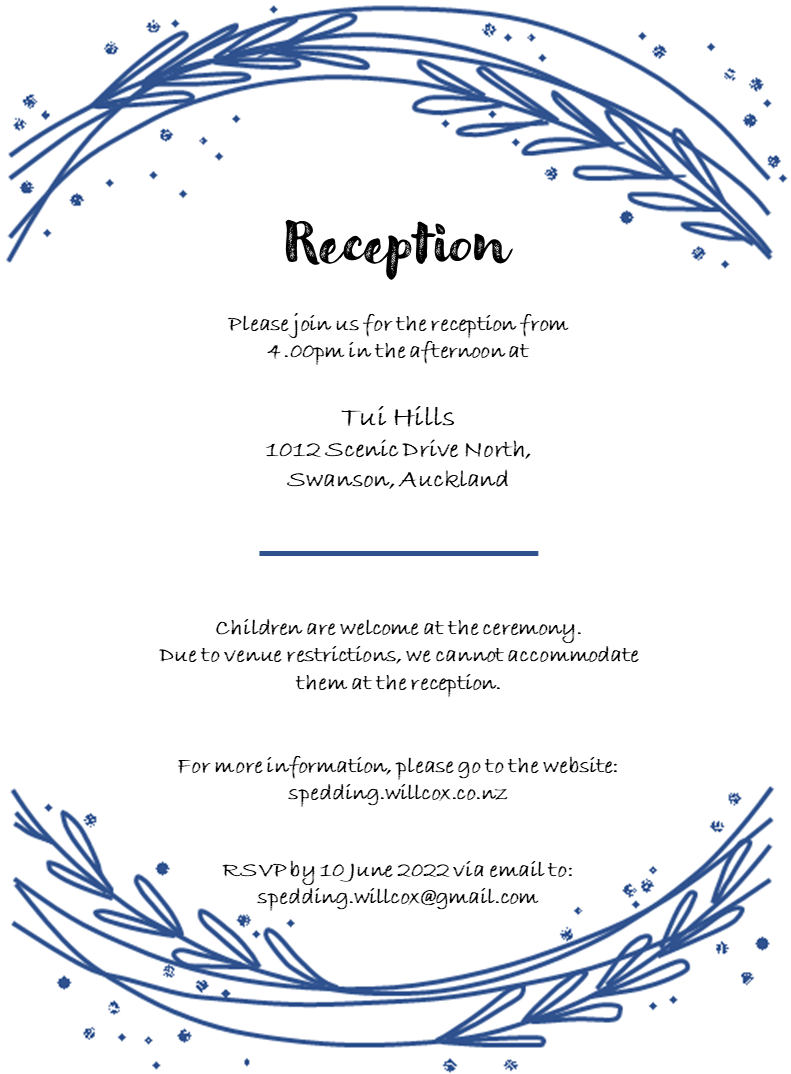 Reception
Please join us for the reception from
4.00pm in the afternoon at
Tui Hills
1012 Scenic Drive North,
Swanson, Auckland
Children are welcome at the ceremony.
Due to venue restrictions, we cannot accommodate
them at the reception.
For more information, please go to the website:
spedding.willcox.co.nz
RSVP by 10 June 2022 via email to:
spedding.willcox@gmail.com